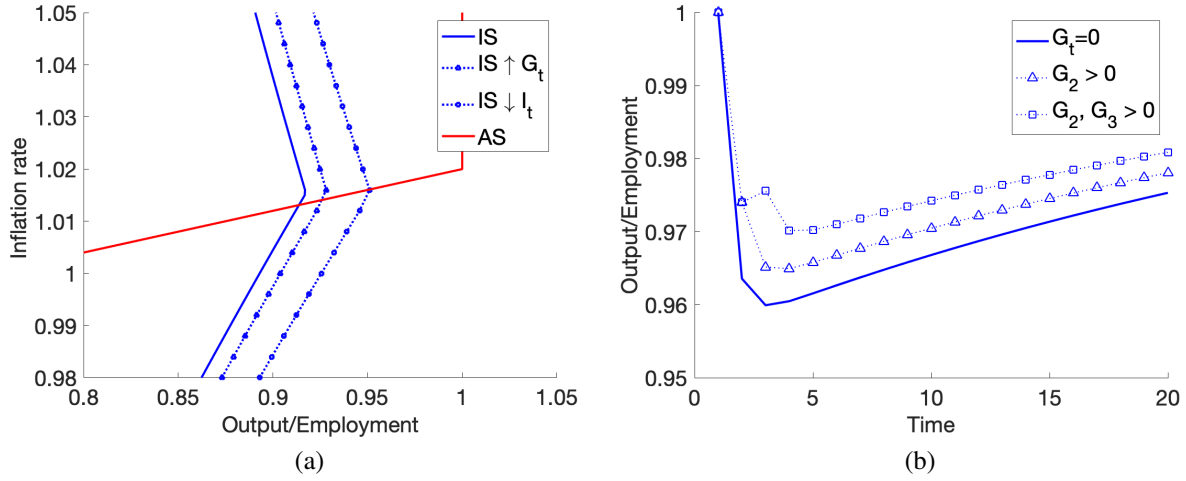 1.05
1.04
1.03
1.02
1.01
1
0.99
0.98
0.8
0.85
0.9
0.95
1
1.05
Inflation rate
Output/Employment
IS
IS ↑ G_t
IS ↓ I_t
AS
(a)
1
0.99
0.98
0.97
0.96
0.95
0
5
10
15
20
Output/Employment
Time
G_t=0
G_2 > 0
G_2, G_3 > 0
(b)